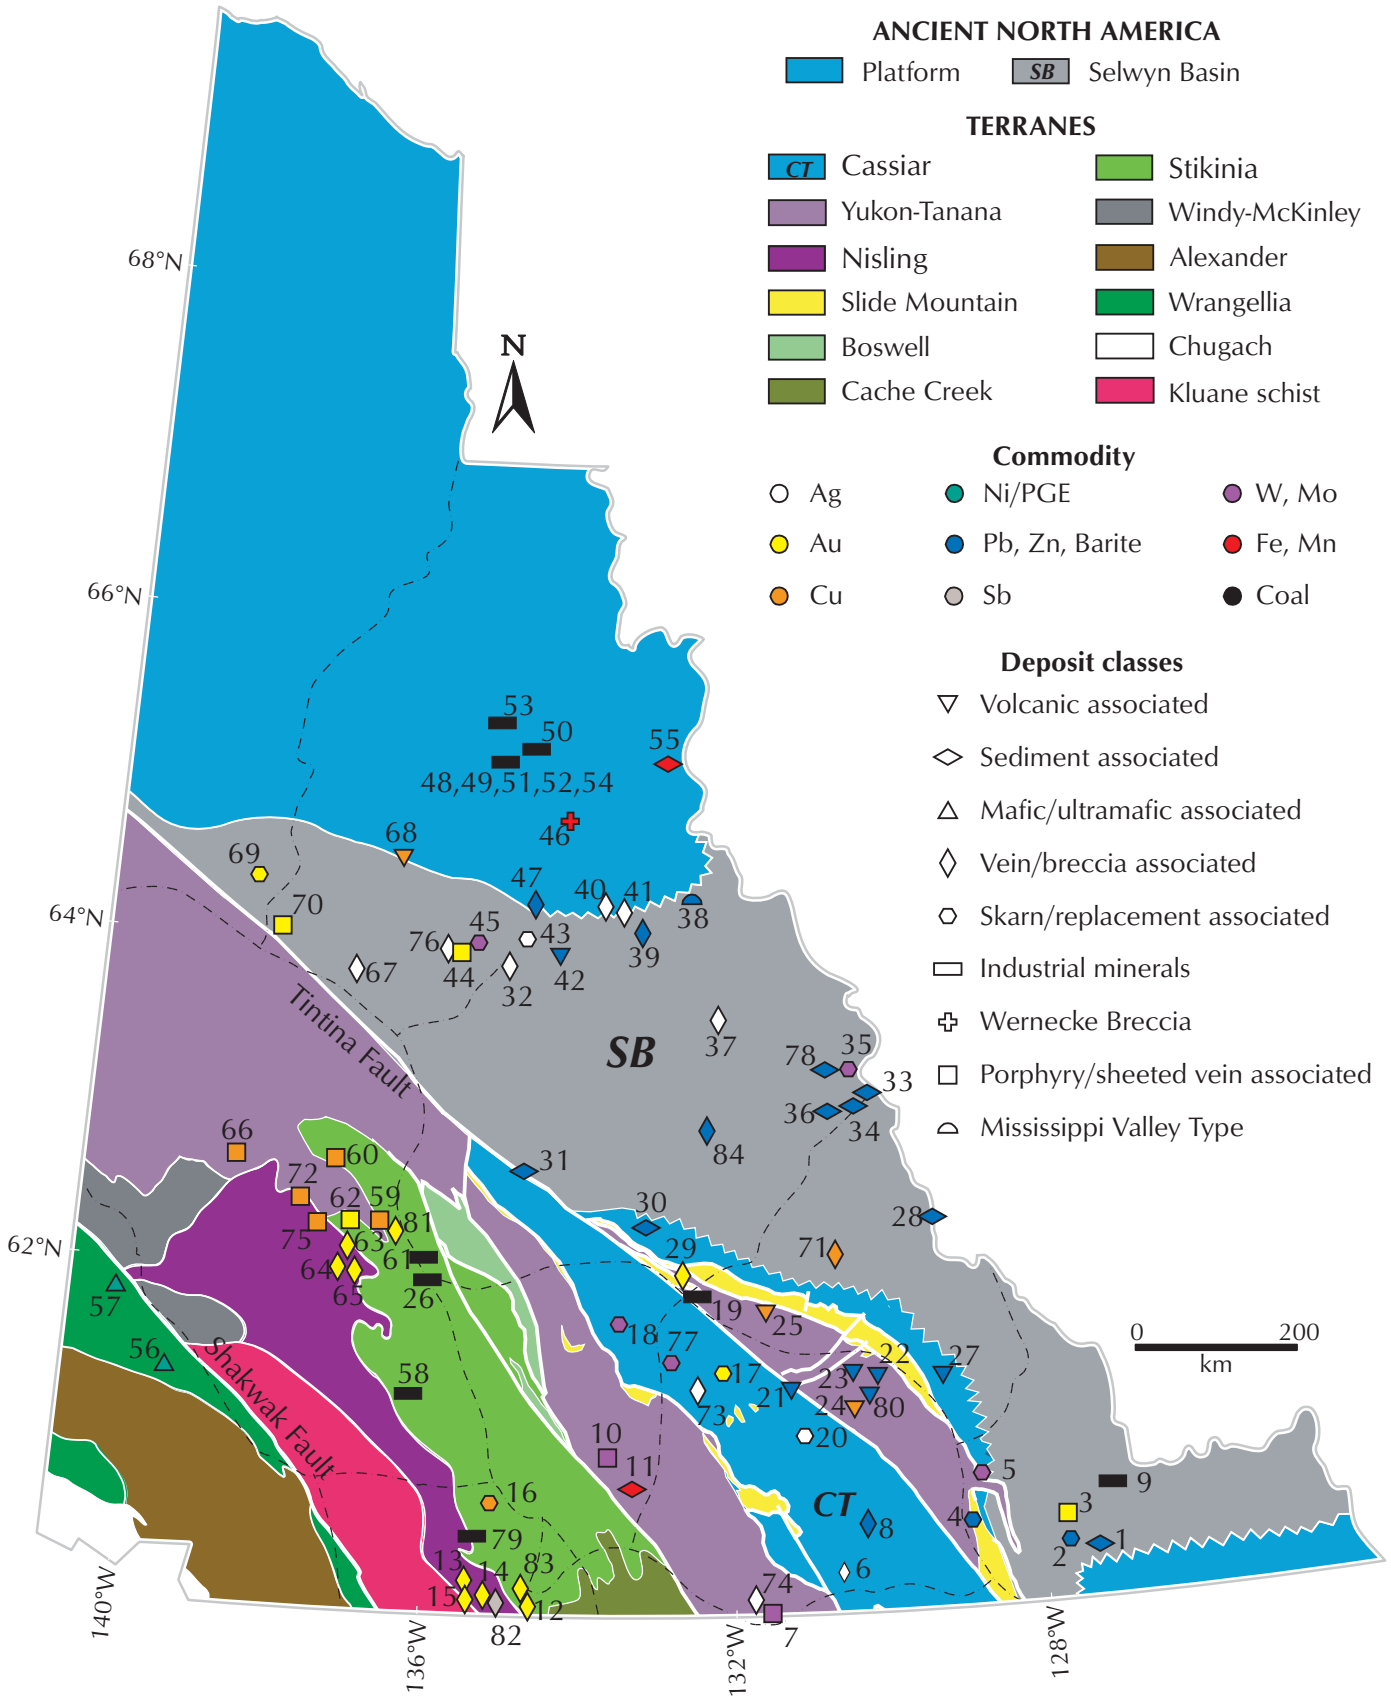 ANCIENT NORTH AMERICA
Platform
SB
Selwyn Basin
TERRANES
CT
Cassiar
Stikinia
Yukon-Tanana
Windy-McKinley
Nisling
Alexander
Slide Mountain
Wrangellia
Boswell
Chugach
Cache Creek
Kluane schist
Commodity
Ag
Ni/PGE
W, Mo
Au
Pb, Zn, Barite
Fe, Mn
Cu
Sb
Coal
Deposit classes
Volcanic associated
Sediment associated
Mafic/ultramafic associated
Vein/breccia associated
Skarn/replacement associated
Industrial minerals
Wernecke Breccia
Porphyry/sheeted vein associated
Mississippi Valley Type
N
68°N
66°N
64°N
62°N
53
50
55
48,49,51,52,54
46
68
69
47
40
41
38
70
45
43
76
44
42
39
67
32
Tintina Fault
SB
37
78
35
33
36
34
84
66
60
31
72
62
59
30
28
75
63
81
29
71
64
61
65
26
19
57
25
0
200
km
56
Shakwak Fault
18
77
17
22
27
58
23
21
24
80
73
20
10
11
5
9
16
CT
3
8
4
79
2
1
13
14
83
6
15
74
12
82
7
140°W
136°W
132°W
128°W